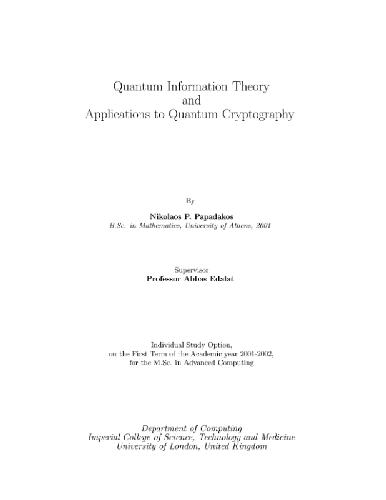 Quantum Information Theory
and
Applications to Quantum Cryptography
By
Nikolaos P. Papadakos
B.Sc. in Mathematics, University of Athens, 2001
Supervisor
Professor Abbas Edalat
Individual Study Option,
on the First Term of the Academic year 2001-2002,
for the M.Sc. in Advanced Computing
Department of Computing
Imperial College of Science, Technology and Medicine
University of London, United Kingdom